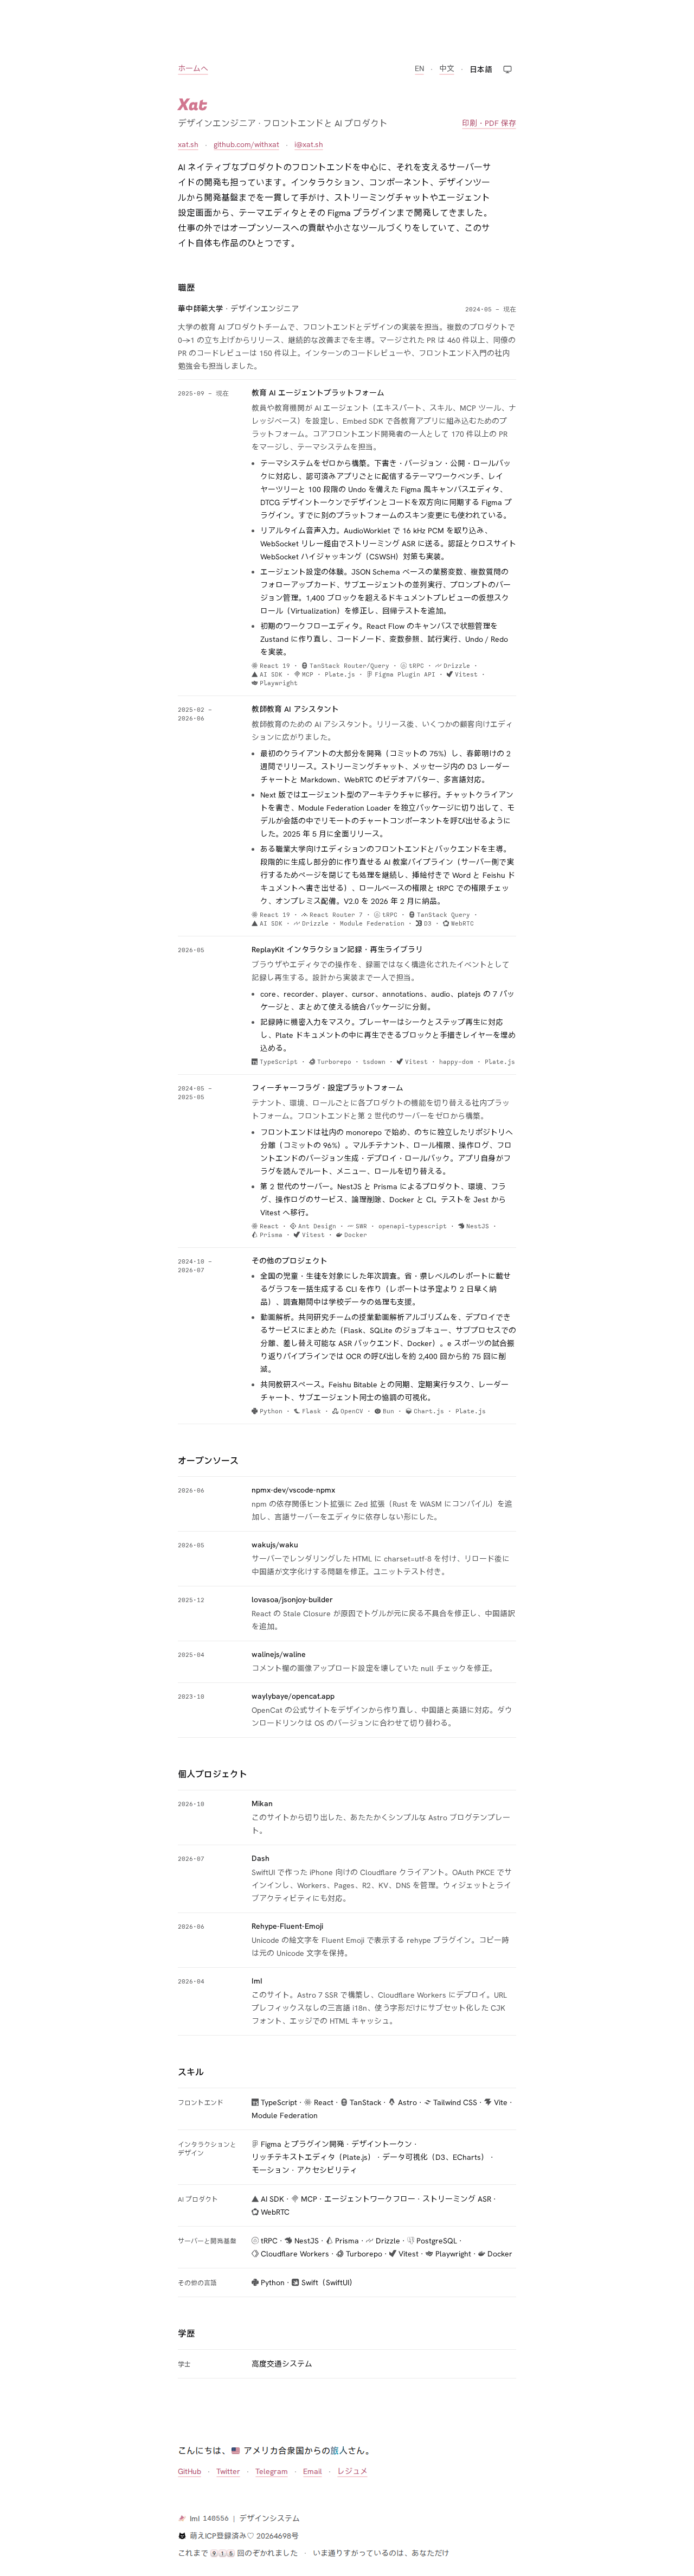 ホームへ
EN · 中文 · 日本語
Xat
デザインエンジニア · フロントエンドと AI プロダクト
印刷・PDF 保存
xat.sh · github.com/withxat · i@xat.sh
AI ネイティブなプロダクトのフロントエンドを中心に、それを支えるサーバーサ
イドの開発も担っています。インタラクション、コンポーネント、デザインツー
ルから開発基盤までを一貫して手がけ、ストリーミングチャットやエージェント
設定画面から、テーマエディタとその Figma プラグインまで開発してきました。
仕事の外ではオープンソースへの貢献や小さなツールづくりをしていて、このサ
イト自体も作品のひとつです。
職歴
華中師範大学 · デザインエンジニア
2024-05 – 現在
大学の教育 AI プロダクトチームで、フロントエンドとデザインの実装を担当。複数のプロダクトで
0→1 の立ち上げからリリース、継続的な改善までを主導。マージされた PR は 460 件以上、同僚の
PR のコードレビューは 150 件以上。インターンのコードレビューや、フロントエンド入門の社内
勉強会も担当しました。
2025-09 – 現在
教育 AI エージェントプラットフォーム
教員や教育機関が AI エージェント（エキスパート、スキル、MCP ツール、ナ
レッジベース）を設定し、Embed SDK で各教育アプリに組み込むためのプ
ラットフォーム。コアフロントエンド開発者の一人として 170 件以上の PR
をマージし、テーマシステムを担当。
• テーマシステムをゼロから構築。下書き・バージョン・公開・ロールバッ
クに対応し、認可済みアプリごとに配信するテーマワークベンチ、レイ
ヤーツリーと 100 段階の Undo を備えた Figma 風キャンバスエディタ、
DTCG デザイントークンでデザインとコードを双方向に同期する Figma プ
ラグイン。すでに別のプラットフォームのスキン変更にも使われている。
• リアルタイム音声入力。AudioWorklet で 16 kHz PCM を取り込み、
WebSocket リレー経由でストリーミング ASR に送る。認証とクロスサイト
WebSocket ハイジャッキング（CSWSH）対策も実装。
• エージェント設定の体験。JSON Schema ベースの業務変数、複数質問の
フォローアップカード、サブエージェントの並列実行、プロンプトのバー
ジョン管理。1,400 ブロックを超えるドキュメントプレビューの仮想スク
ロール（Virtualization）を修正し、回帰テストを追加。
• 初期のワークフローエディタ。React Flow のキャンバスで状態管理を
Zustand に作り直し、コードノード、変数参照、試行実行、Undo / Redo
を実装。
React 19 · TanStack Router/Query · tRPC · Drizzle ·
AI SDK · MCP · Plate.js · Figma Plugin API · Vitest ·
Playwright
2025-02 –
2026-06
教師教育 AI アシスタント
教師教育のための AI アシスタント。リリース後、いくつかの顧客向けエディ
ションに広がりました。
• 最初のクライアントの大部分を開発（コミットの 75%）し、春節明けの 2
週間でリリース。ストリーミングチャット、メッセージ内の D3 レーダー
チャートと Markdown、WebRTC のビデオアバター、多言語対応。
• Next 版ではエージェント型のアーキテクチャに移行。チャットクライアン
トを書き、Module Federation Loader を独立パッケージに切り出して、モ
デルが会話の中でリモートのチャートコンポーネントを呼び出せるように
した。2025 年 5 月に全面リリース。
• ある職業大学向けエディションのフロントエンドとバックエンドを主導。
段階的に生成し部分的に作り直せる AI 教案パイプライン（サーバー側で実
行するためページを閉じても処理を継続し、挿絵付きで Word と Feishu ド
キュメントへ書き出せる）、ロールベースの権限と tRPC での権限チェッ
ク、オンプレミス配備。V2.0 を 2026 年 2 月に納品。
React 19 · React Router 7 · tRPC · TanStack Query ·
AI SDK · Drizzle · Module Federation · D3 · WebRTC
2026-05
ReplayKit インタラクション記録・再生ライブラリ
ブラウザやエディタでの操作を、録画ではなく構造化されたイベントとして
記録し再生する。設計から実装まで一人で担当。
• core、recorder、player、cursor、annotations、audio、platejs の 7 パッ
ケージと、まとめて使える統合パッケージに分割。
• 記録時に機密入力をマスク。プレーヤーはシークとステップ再生に対応
し、Plate ドキュメントの中に再生できるブロックと手描きレイヤーを埋め
込める。
TypeScript · Turborepo · tsdown · Vitest · happy-dom · Plate.js
2024-05 –
2025-05
フィーチャーフラグ・設定プラットフォーム
テナント、環境、ロールごとに各プロダクトの機能を切り替える社内プラッ
トフォーム。フロントエンドと第 2 世代のサーバーをゼロから構築。
• フロントエンドは社内の monorepo で始め、のちに独立したリポジトリへ
分離（コミットの 96%）。マルチテナント、ロール権限、操作ログ、フロ
ントエンドのバージョン生成・デプロイ・ロールバック。アプリ自身がフ
ラグを読んでルート、メニュー、ロールを切り替える。
• 第 2 世代のサーバー。NestJS と Prisma によるプロダクト、環境、フラ
グ、操作ログのサービス、論理削除、Docker と CI。テストを Jest から
Vitest へ移行。
React · Ant Design · SWR · openapi-typescript · NestJS ·
Prisma · Vitest · Docker
2024-10 –
2026-07
その他のプロジェクト
• 全国の児童・生徒を対象にした年次調査。省・県レベルのレポートに載せ
るグラフを一括生成する CLI を作り（レポートは予定より 2 日早く納
品）、調査期間中は学校データの処理も支援。
• 動画解析。共同研究チームの授業動画解析アルゴリズムを、デプロイでき
るサービスにまとめた（Flask、SQLite のジョブキュー、サブプロセスでの
分離、差し替え可能な ASR バックエンド、Docker）。e スポーツの試合振
り返りパイプラインでは OCR の呼び出しを約 2,400 回から約 75 回に削
減。
• 共同教研スペース。Feishu Bitable との同期、定期実行タスク、レーダー
チャート、サブエージェント同士の協調の可視化。
Python · Flask · OpenCV · Bun · Chart.js · Plate.js
オープンソース
2026-06
npmx-dev/vscode-npmx
npm の依存関係ヒント拡張に Zed 拡張（Rust を WASM にコンパイル）を追
加し、言語サーバーをエディタに依存しない形にした。
2026-05
wakujs/waku
サーバーでレンダリングした HTML に charset=utf-8 を付け、リロード後に
中国語が文字化けする問題を修正。ユニットテスト付き。
2025-12
lovasoa/jsonjoy-builder
React の Stale Closure が原因でトグルが元に戻る不具合を修正し、中国語訳
を追加。
2025-04
walinejs/waline
コメント欄の画像アップロード設定を壊していた null チェックを修正。
2023-10
waylybaye/opencat.app
OpenCat の公式サイトをデザインから作り直し、中国語と英語に対応。ダウ
ンロードリンクは OS のバージョンに合わせて切り替わる。
個人プロジェクト
2026-10
Mikan
このサイトから切り出した、あたたかくシンプルな Astro ブログテンプレー
ト。
2026-07
Dash
SwiftUI で作った iPhone 向けの Cloudflare クライアント。OAuth PKCE でサ
インインし、Workers、Pages、R2、KV、DNS を管理。ウィジェットとライ
ブアクティビティにも対応。
2026-06
Rehype-Fluent-Emoji
Unicode の絵文字を Fluent Emoji で表示する rehype プラグイン。コピー時
は元の Unicode 文字を保持。
2026-04
lml
このサイト。Astro 7 SSR で構築し、Cloudflare Workers にデプロイ。URL
プレフィックスなしの三言語 i18n、使う字形だけにサブセット化した CJK
フォント、エッジでの HTML キャッシュ。
スキル
フロントエンド
TypeScript · React · TanStack · Astro · Tailwind CSS · Vite ·
Module Federation
インタラクションと
デザイン
Figma とプラグイン開発 · デザイントークン ·
リッチテキストエディタ（Plate.js） · データ可視化（D3、ECharts） ·
モーション · アクセシビリティ
AI プロダクト
AI SDK · MCP · エージェントワークフロー · ストリーミング ASR ·
WebRTC
サーバーと開発基盤
tRPC · NestJS · Prisma · Drizzle · PostgreSQL ·
Cloudflare Workers · Turborepo · Vitest · Playwright · Docker
その他の言語
Python · Swift（SwiftUI）
学歴
学士
高度交通システム
こんにちは、🇺🇸 アメリカ合衆国からの旅人さん。
GitHub · Twitter · Telegram · Email · レジュメ
lml 140556 | デザインシステム
萌えICP登録済み♡ 20264698号
これまで 915 回のぞかれました · いま通りすがっているのは、あなただけ